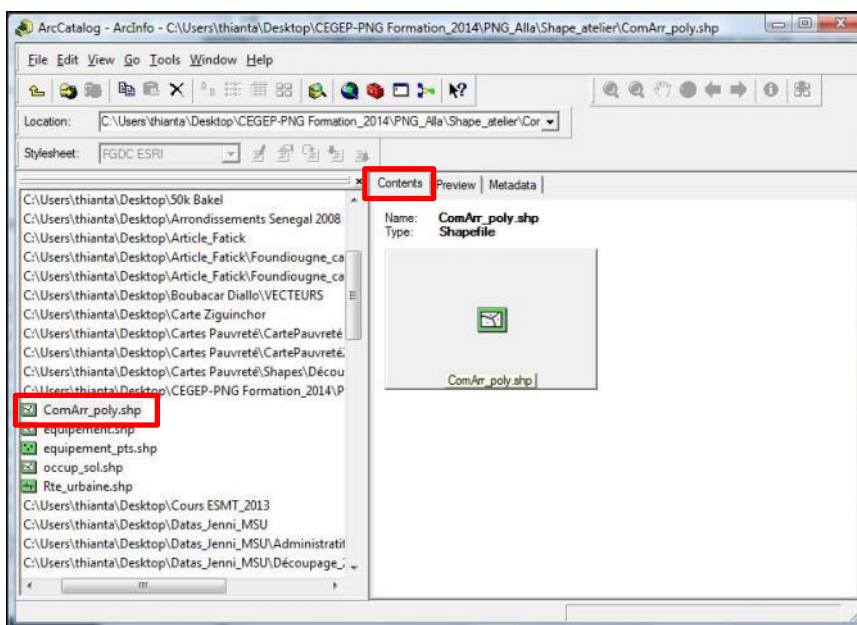 ArcCatalog - ArcInfo - C:\Users\thianta\Desktop\CEGEP-PNG Formation_2014\PNG_Alla\Shape_atelier\ComArr_poly.shp
File Edit View Go Tools Window Help
Location: C:\Users\thianta\Desktop\CEGEP-PNG Formation_2014\PNG_Alla\Shape_atelier\Cor
Stylesheet: FGDC ESRI
C:\Users\thianta\Desktop\50k Bakel
C:\Users\thianta\Desktop\Arrondissements Senegal 2008
C:\Users\thianta\Desktop\Article_Fatick
C:\Users\thianta\Desktop\Article_Fatick\Foundiougne_ca
C:\Users\thianta\Desktop\Article_Fatick\Foundiougne_ca
C:\Users\thianta\Desktop\Boubacar Diallo\VECTEURS
C:\Users\thianta\Desktop\Carte Ziguinchor
C:\Users\thianta\Desktop\Cartes Pauvreté\CartePauvreté
C:\Users\thianta\Desktop\Cartes Pauvreté\CartePauvreté
C:\Users\thianta\Desktop\Cartes Pauvreté\Shapes\Décou
C:\Users\thianta\Desktop\CEGEP-PNG Formation_2014\P
ComArr_poly.shp
equipement.shp
equipement_pts.shp
occup_sol.shp
Rte_urbaine.shp
C:\Users\thianta\Desktop\Cours ESMT_2013
C:\Users\thianta\Desktop\Datas_Jenni_MSU
C:\Users\thianta\Desktop\Datas_Jenni_MSU\Administratif
C:\Users\thianta\Desktop\Datas_Jenni_MSU\Découpage_
Contents Preview Metadata
Name: ComArr_poly.shp
Type: Shapefile
ComArr_poly.shp